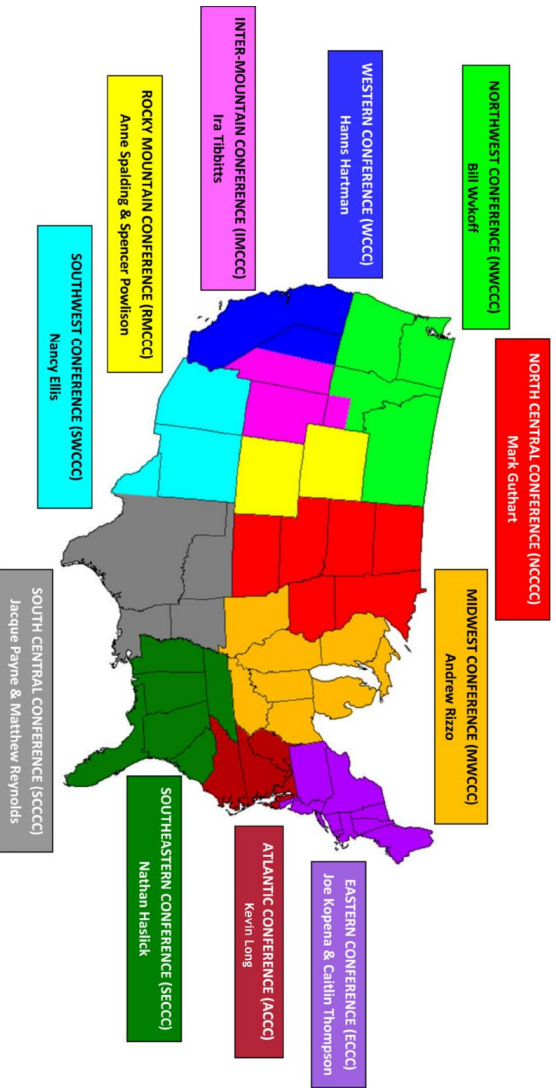 NORTHWEST CONFERENCE (NWCCC)
Bill Wykoff
NORTH CENTRAL CONFERENCE (NCCCC)
Mark Guthart
MIDWEST CONFERENCE (MWCCC)
Andrew Rizzo
EASTERN CONFERENCE (ECCC)
Joe Kopena & Caitlin Thompson
WESTERN CONFERENCE (WCCC)
Hanns Hartman
ATLANTIC CONFERENCE (ACCC)
Kevin Long
INTER-MOUNTAIN CONFERENCE (IMCCC)
Ira Tibbitts
SOUTHEASTERN CONFERENCE (SECCC)
Nathan Haslick
ROCKY MOUNTAIN CONFERENCE (RMCCC)
Anne Spalding & Spencer Powlison
SOUTHWEST CONFERENCE (SWCCC)
Nancy Ellis
SOUTH CENTRAL CONFERENCE (SCCCC)
Jacque Payne & Matthew Reynolds